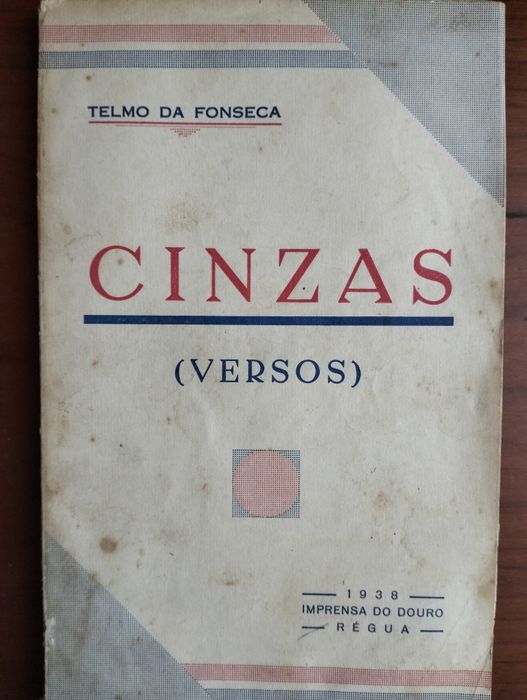 TELMO DA FONSECA
CINZAS
(VERSOS)
1938
IMPRENSA DO DOURO
RÉGUA